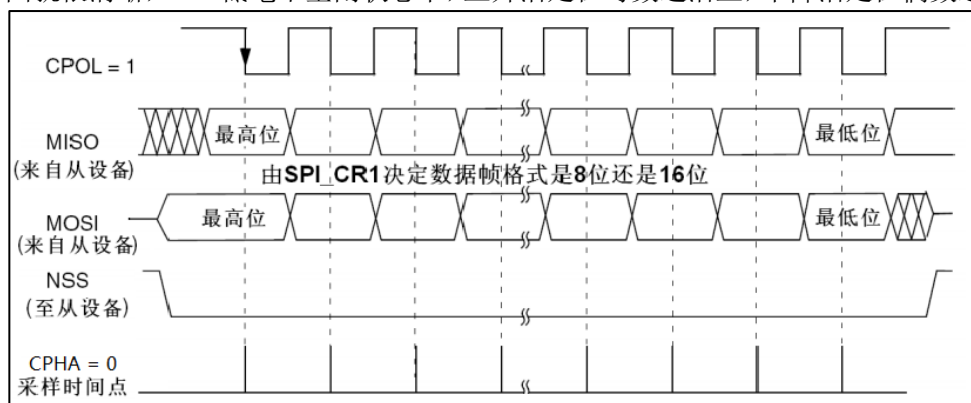 CPOL = 1
MISO
(来自从设备)
最高位
最低位
由SPI_CR1决定数据帧格式是8位还是16位
MOSI
(来自从设备)
最高位
最低位
NSS
(至从设备)
CPHA = 0
采样时间点